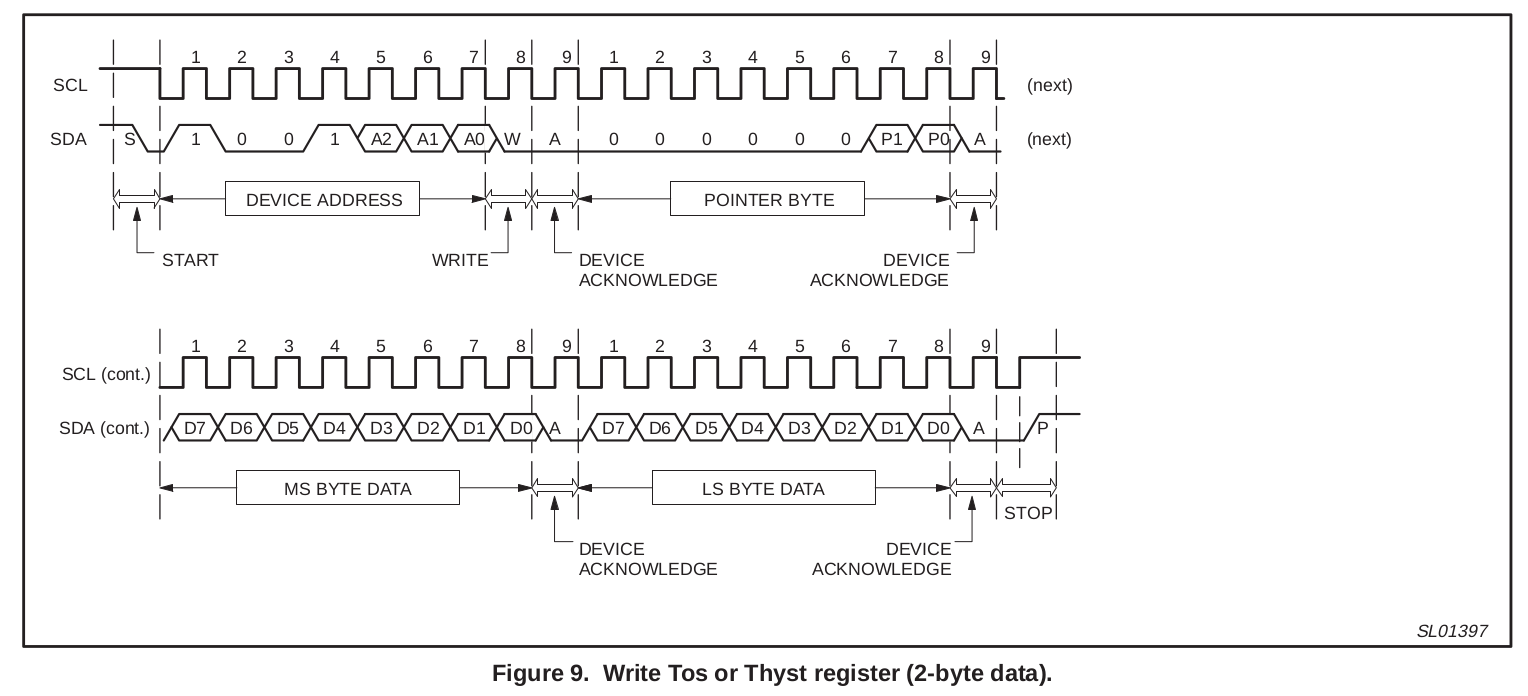 1 2 3 4 5 6 7 8 9 1 2 3 4 5 6 7 8 9
SCL (next)
SDA S 1 0 0 1 A2 A1 A0 W A 0 0 0 0 0 0 P1 P0 A (next)
DEVICE ADDRESS POINTER BYTE
START WRITE DEVICE DEVICE
ACKNOWLEDGE ACKNOWLEDGE
1 2 3 4 5 6 7 8 9 1 2 3 4 5 6 7 8 9
SCL (cont.)
SDA (cont.) D7 D6 D5 D4 D3 D2 D1 D0 A D7 D6 D5 D4 D3 D2 D1 D0 A P
MS BYTE DATA LS BYTE DATA
STOP
DEVICE DEVICE
ACKNOWLEDGE ACKNOWLEDGE
SL01397
Figure 9. Write Tos or Thyst register (2-byte data).